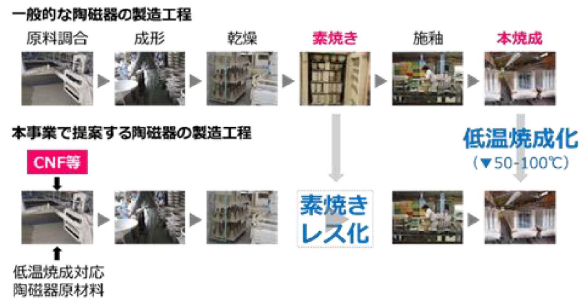 一般的な陶磁器の製造工程
原料調合 成形 乾燥 素焼き 施釉 本焼成
本事業で提案する陶磁器の製造工程
CNF等
低温焼成化
(▼50-100℃)
素焼き
レス化
低温焼成対応
陶磁器原材料